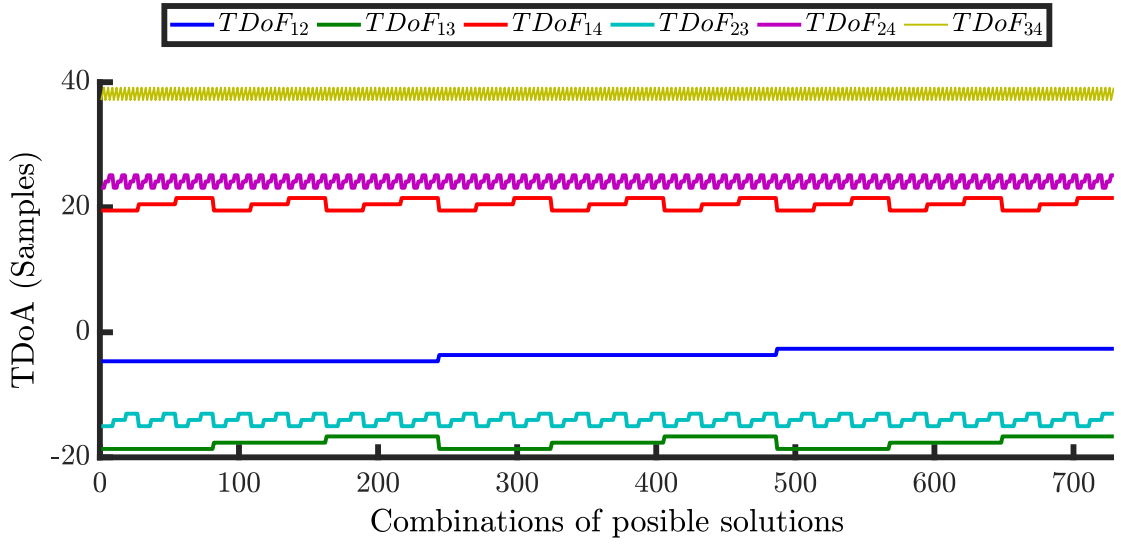 TDoF₁₂ TDoF₁₃ TDoF₁₄ TDoF₂₃ TDoF₂₄ TDoF₃₄
40
20
0
-20
TDoA (Samples)
0 100 200 300 400 500 600 700
Combinations of posible solutions